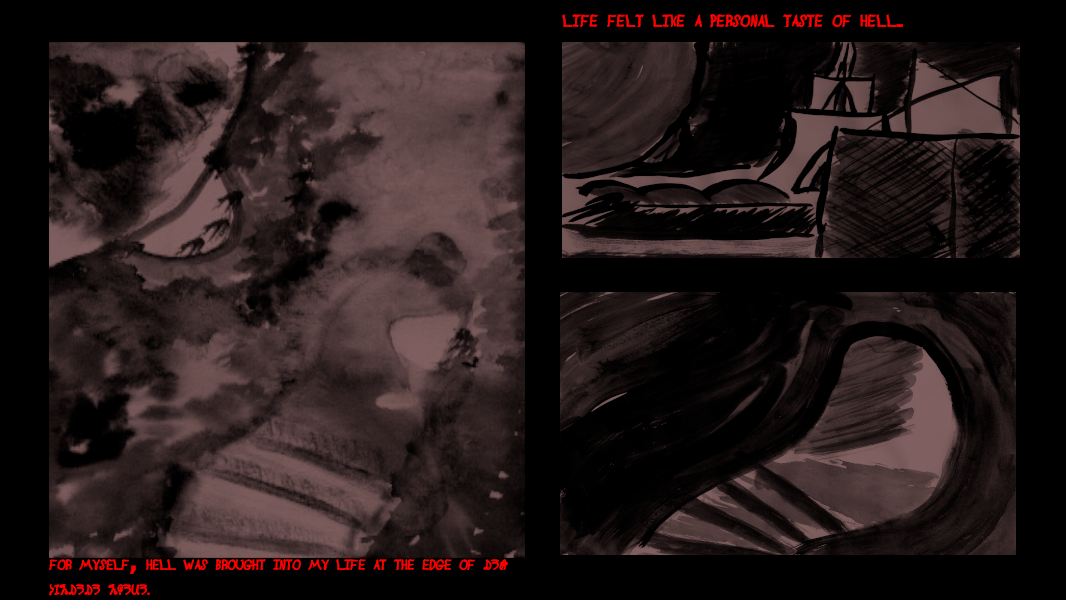 LIFE FELT LIKE A PERSONAL TASTE OF HELL...
FOR MYSELF, HELL WAS BROUGHT INTO MY LIFE AT THE EDGE OF